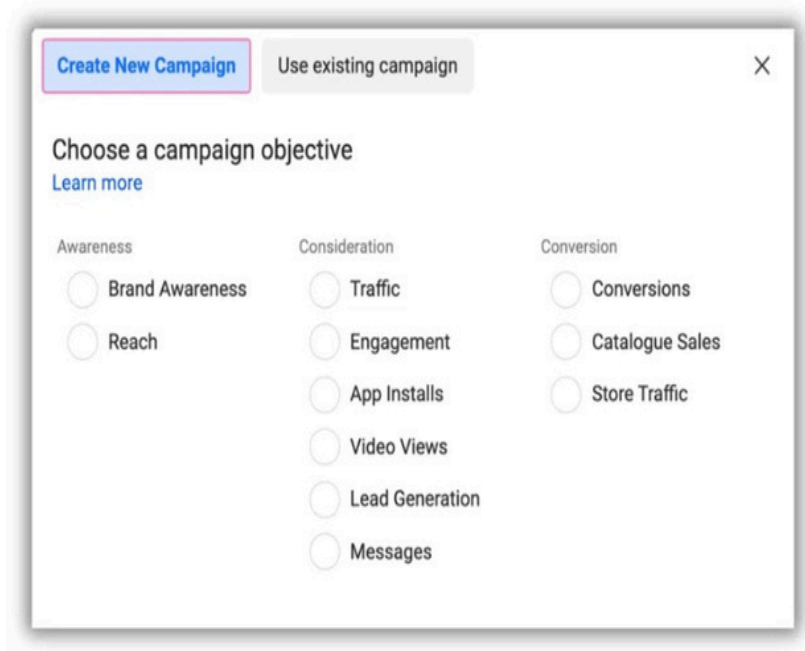 Create New Campaign
Use existing campaign
Choose a campaign objective
Learn more
Awareness
Brand Awareness
Reach
Consideration
Traffic
Engagement
App Installs
Video Views
Lead Generation
Messages
Conversion
Conversions
Catalogue Sales
Store Traffic